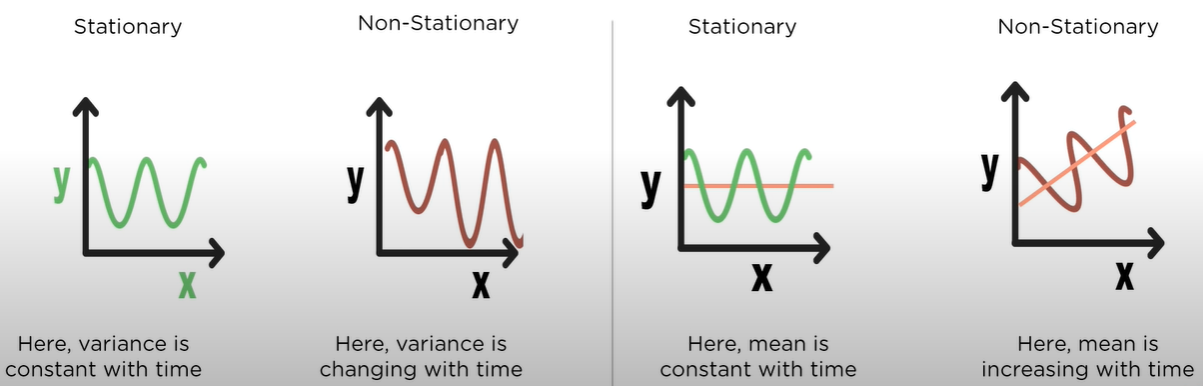 Stationary
Non-Stationary
Stationary
Non-Stationary
y
x
y
x
y
x
y
x
Here, variance is
constant with time
Here, variance is
changing with time
Here, mean is
constant with time
Here, mean is
increasing with time